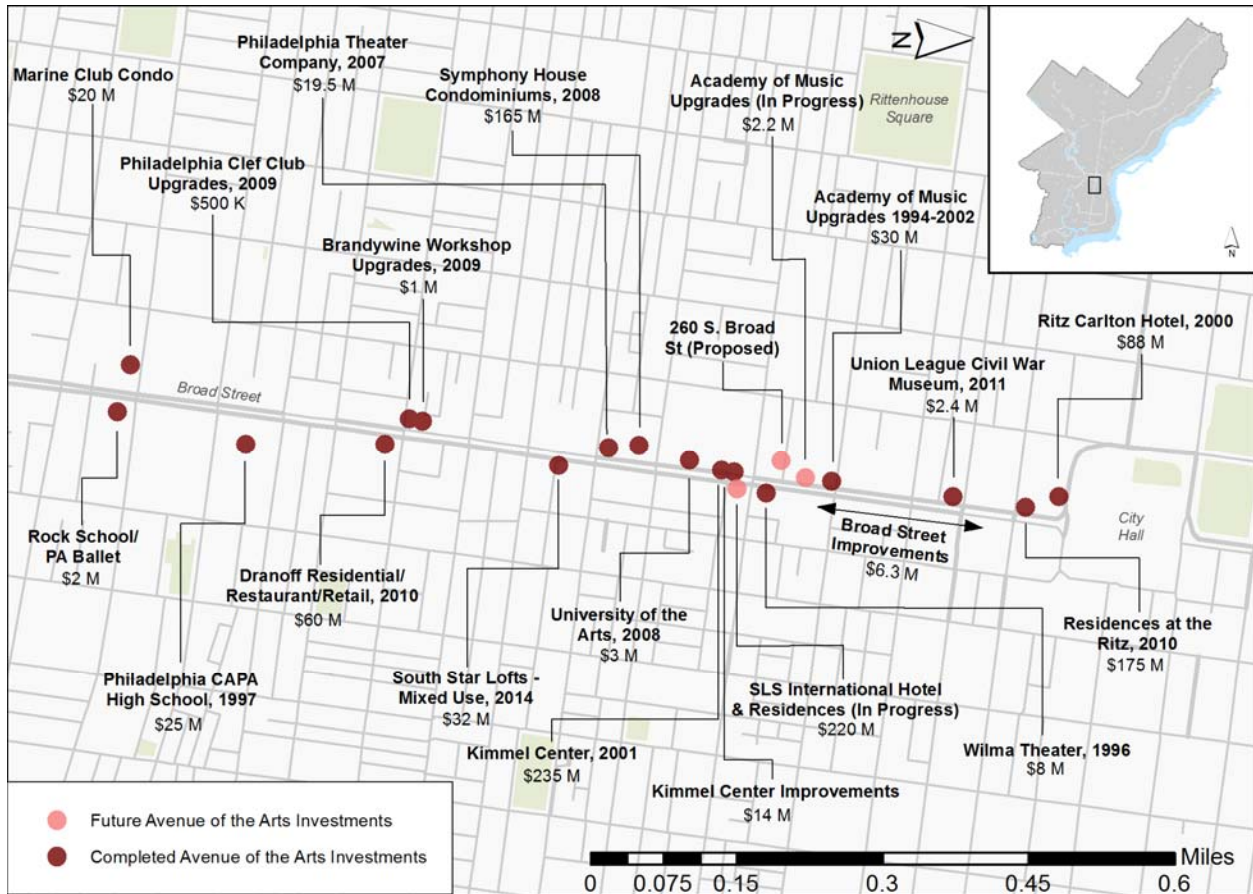 Marine Club Condo
$20 M
Philadelphia Theater
Company, 2007
$19.5 M
Symphony House
Condominiums, 2008
$165 M
Academy of Music
Upgrades (In Progress)
$2.2 M
Rittenhouse
Square
N
N
Philadelphia Clef Club
Upgrades, 2009
$500 K
Brandywine Workshop
Upgrades, 2009
$1 M
Academy of Music
Upgrades 1994-2002
$30 M
260 S. Broad
St (Proposed)
Union League Civil War
Museum, 2011
$2.4 M
Ritz Carlton Hotel, 2000
$88 M
Broad Street
Broad Street
Improvements
$6.3 M
City
Hall
Rock School/
PA Ballet
$2 M
Dranoff Residential/
Restaurant/Retail, 2010
$60 M
University of the
Arts, 2008
$3 M
Residences at the
Ritz, 2010
$175 M
Philadelphia CAPA
High School, 1997
$25 M
South Star Lofts -
Mixed Use, 2014
$32 M
SLS International Hotel
& Residences (In Progress)
$220 M
Kimmel Center, 2001
$235 M
Wilma Theater, 1996
$8 M
Kimmel Center Improvements
$14 M
Future Avenue of the Arts Investments
Completed Avenue of the Arts Investments
Miles
0 0.075 0.15 0.3 0.45 0.6